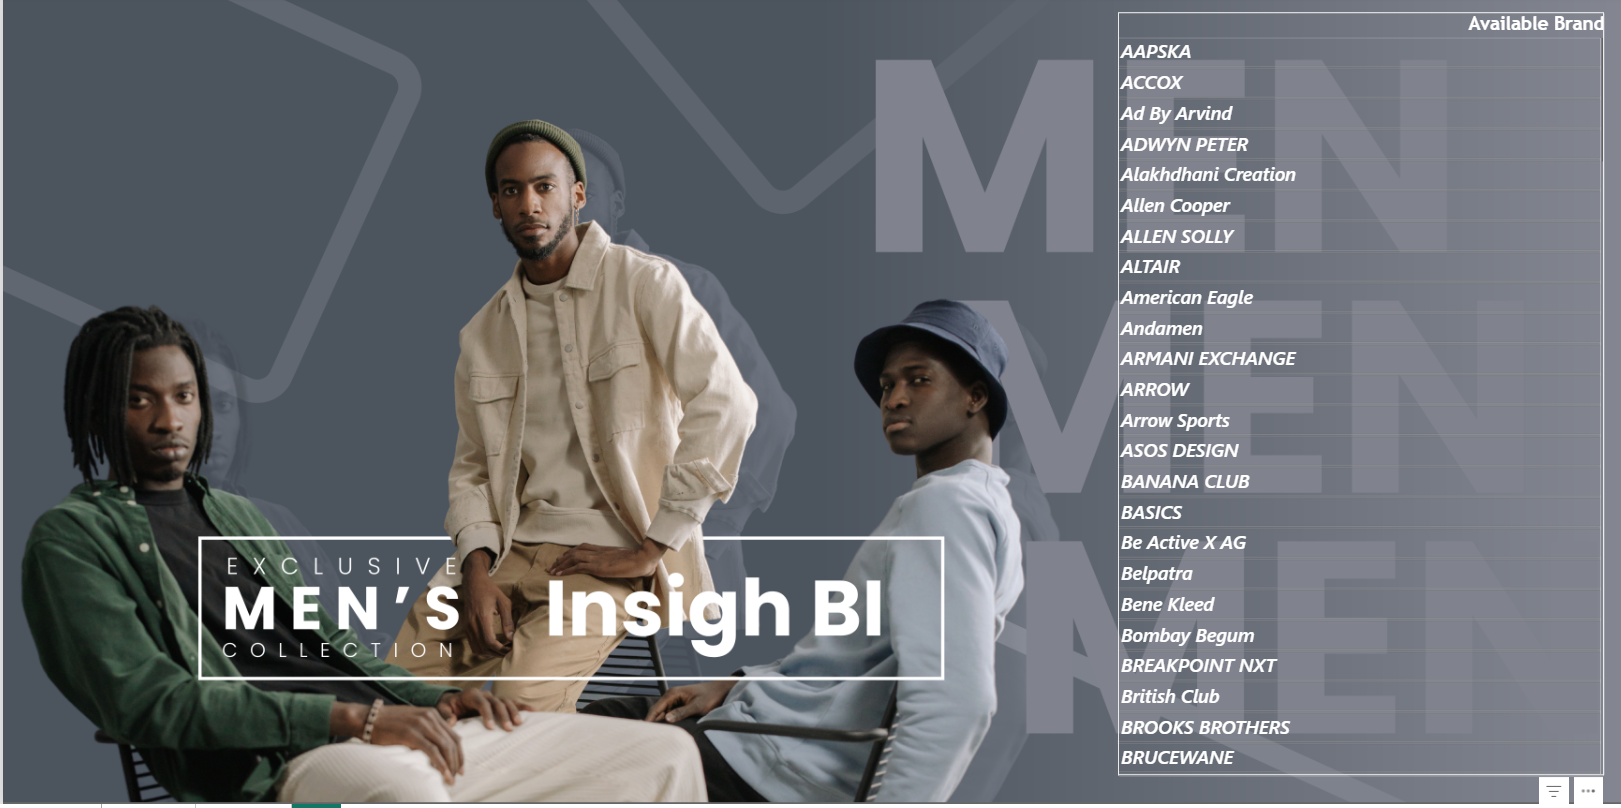 Available Brand
AAPSKA
ACCOX
Ad By Arvind
ADWYN PETER
Alakhdhani Creation
Allen Cooper
ALLEN SOLLY
ALTAIR
American Eagle
Andamen
ARMANI EXCHANGE
ARROW
Arrow Sports
ASOS DESIGN
BANANA CLUB
BASICS
Be Active X AG
Belpatra
Bene Kleed
Bombay Begum
BREAKPOINT NXT
British Club
BROOKS BROTHERS
BRUCEWANE
MEN
MEN
MEN
EXCLUSIVE
MEN’S
COLLECTION
Insigh BI